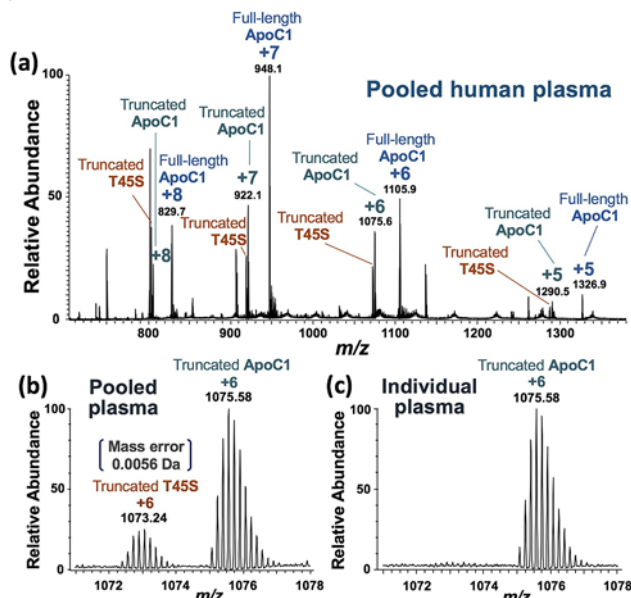 (a)
Full-length
ApoC1
+7
948.1
Pooled human plasma
Truncated
ApoC1
Truncated
ApoC1
Full-length
ApoC1
+6
1105.9
Truncated
T45S
Full-length
ApoC1
+8
829.7
+7
922.1
Truncated
ApoC1
+6
1075.6
Truncated
ApoC1
Full-length
ApoC1
+8
Truncated
T45S
Truncated
T45S
Truncated
T45S
+5
1290.5
+5
1326.9
Relative Abundance
100
50
0
800
900
1000
1100
1200
1300
m/z
(b)
Pooled
plasma
Truncated ApoC1
+6
1075.58
Mass error
0.0056 Da
Truncated T45S
+6
1073.24
Relative Abundance
100
50
0
1072
1074
1076
1078
m/z
(c)
Individual
plasma
Truncated ApoC1
+6
1075.58
Relative Abundance
100
50
0
1072
1074
1076
1078
m/z